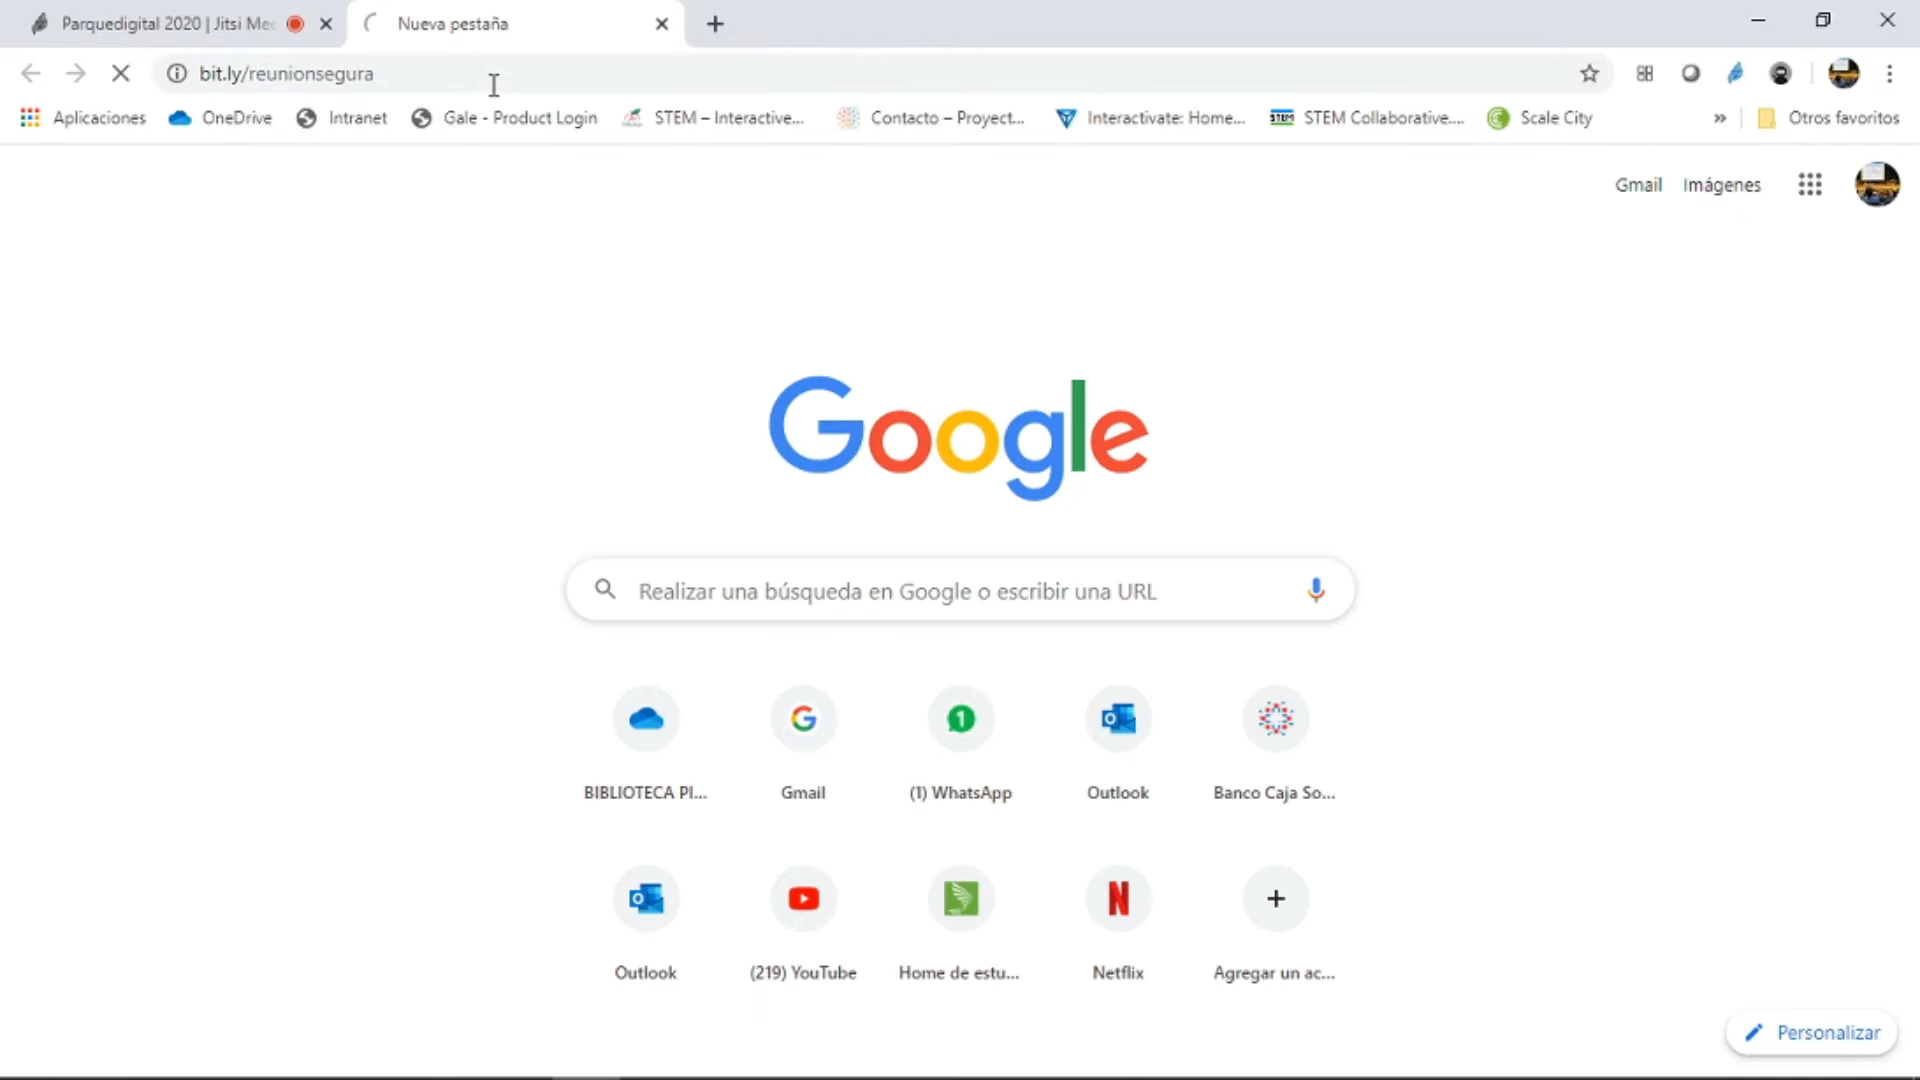 Parquedigital 2020 | Jitsi Mee
Nueva pestaña
bit.ly/reunionsegura
Aplicaciones
OneDrive
Intranet
Gale - Product Login
STEM – Interactive...
Contacto – Proyect...
Interactivate: Home...
STEM
STEM Collaborative....
Scale City
»
Otros favoritos
Gmail
Imágenes
Google
Realizar una búsqueda en Google o escribir una URL
BIBLIOTECA PI...
Gmail
(1) WhatsApp
Outlook
Banco Caja So...
Outlook
(219) YouTube
Home de estu...
Netflix
Agregar un ac...
Personalizar